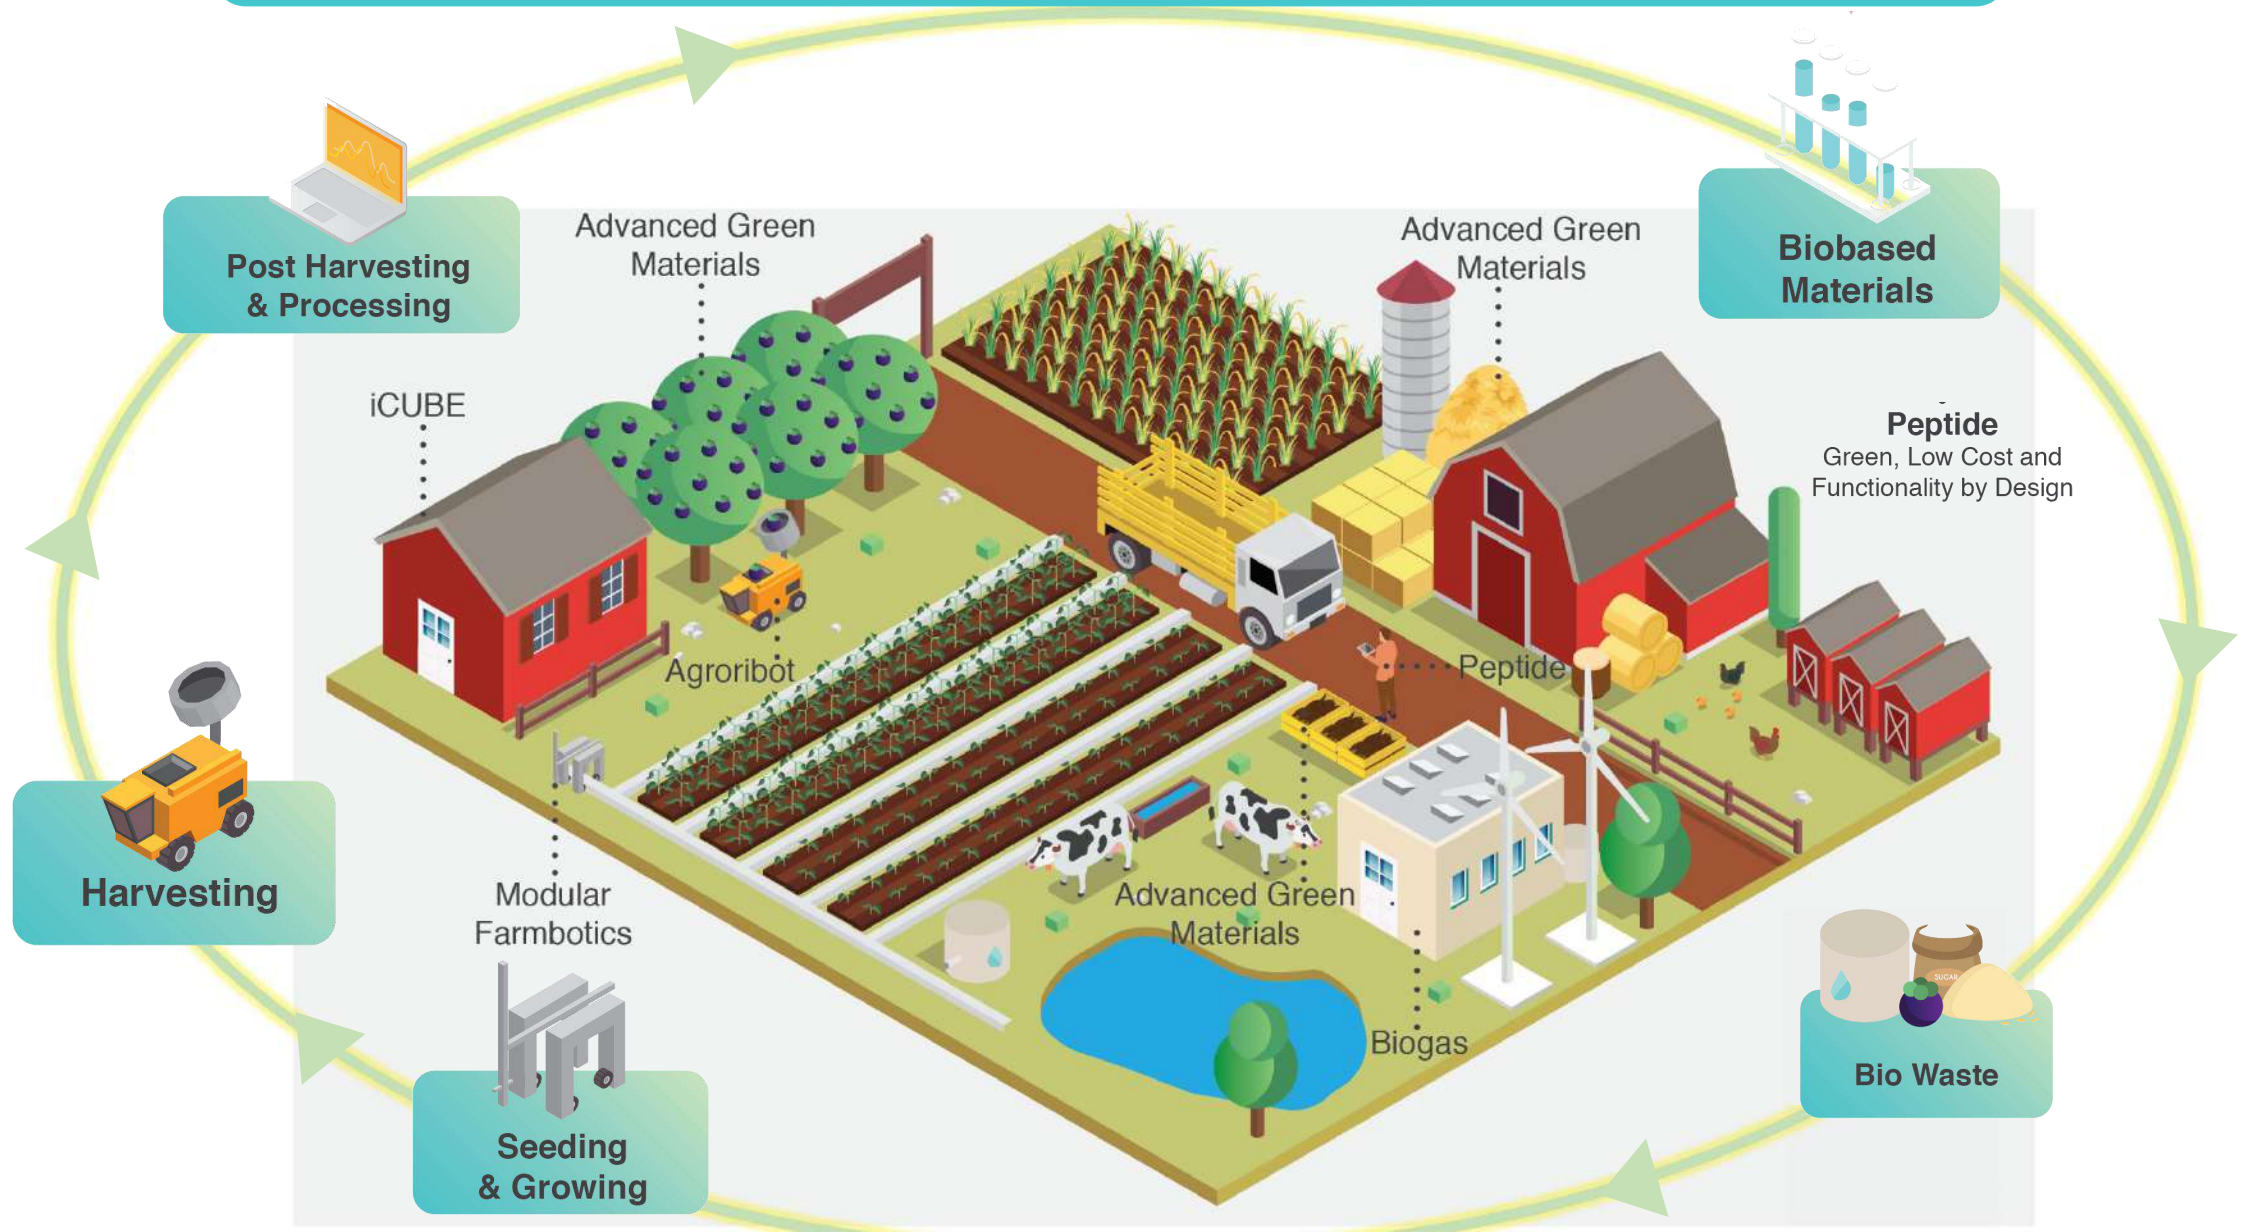 Advanced Green
Materials
Advanced Green
Materials
Biobased
Materials
Post Harvesting
& Processing
iCUBE
Peptide
Green, Low Cost and
Functionality by Design
Agroribot
Peptide
Harvesting
Modular
Farmbotics
Advanced Green
Materials
SUGAR
Biogas
Bio Waste
Seeding
& Growing